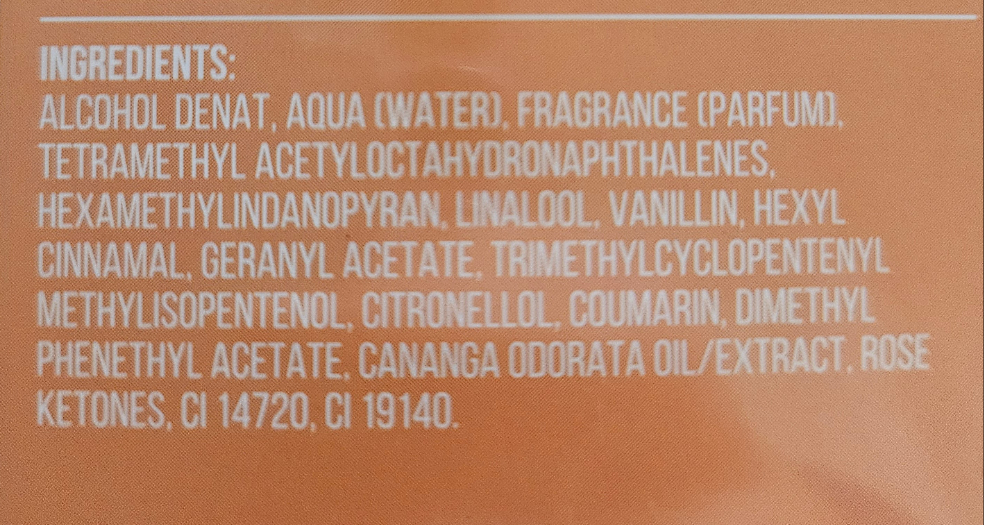 INGREDIENTS:
ALCOHOL DENAT, AQUA (WATER), FRAGRANCE (PARFUM),
TETRAMETHYL ACETYLOCTAHYDRONAPHTHALENES,
HEXAMETHYLINDANOPYRAN, LINALOOL, VANILLIN, HEXYL
CINNAMAL, GERANYL ACETATE, TRIMETHYLCYCLOPENTENYL
METHYLISOPENTENOL, CITRONELLOL, COUMARIN, DIMETHYL
PHENETHYL ACETATE, CANANGA ODORATA OIL/EXTRACT, ROSE
KETONES, CI 14720, CI 19140.